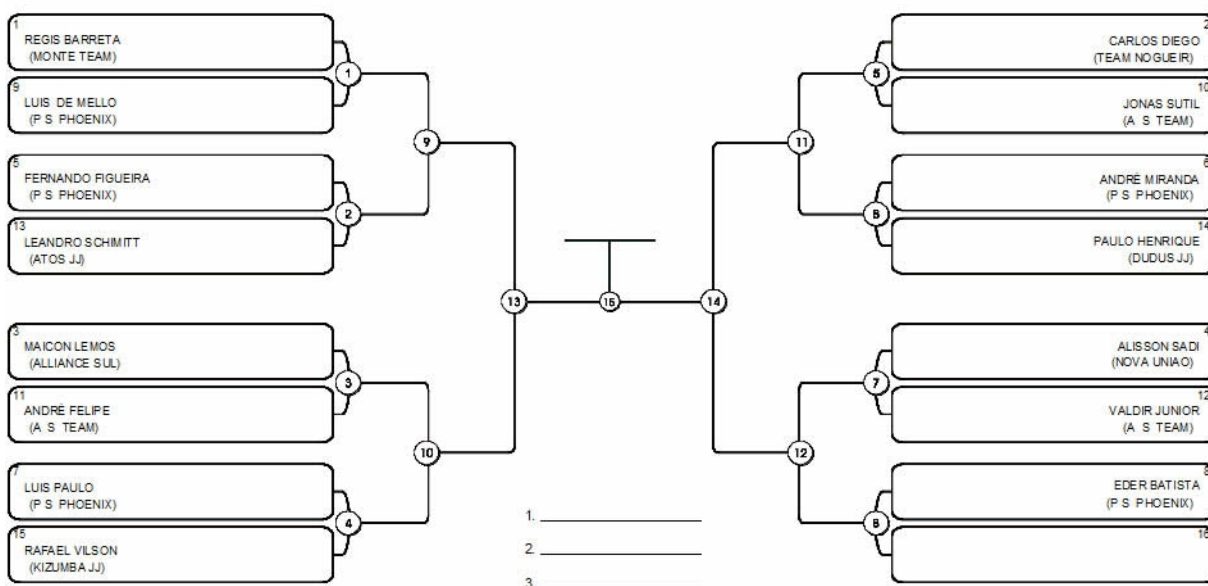 1
REGIS BARRETA
(MONTE TEAM)
9
LUIS DE MELLO
(P S PHOENIX)
1
5
FERNANDO FIGUEIRA
(P S PHOENIX)
13
LEANDRO SCHIMITT
(ATOS JJ)
2
9
3
MAICON LEMOS
(ALLIANCE SUL)
11
ANDRÉ FELIPE
(A S TEAM)
3
7
LUIS PAULO
(P S PHOENIX)
15
RAFAEL VILSON
(KIZUMBA JJ)
4
10
13
15
14
1.
2.
3.
2
CARLOS DIEGO
(TEAM NOGUEIR)
10
JONAS SUTIL
(A S TEAM)
5
6
ANDRÉ MIRANDA
(P S PHOENIX)
14
PAULO HENRIQUE
(DUDUS JJ)
6
11
4
ALISSON SADI
(NOVA UNIAO)
12
VALDIR JUNIOR
(A S TEAM)
7
8
EDER BATISTA
(P S PHOENIX)
16
8
12